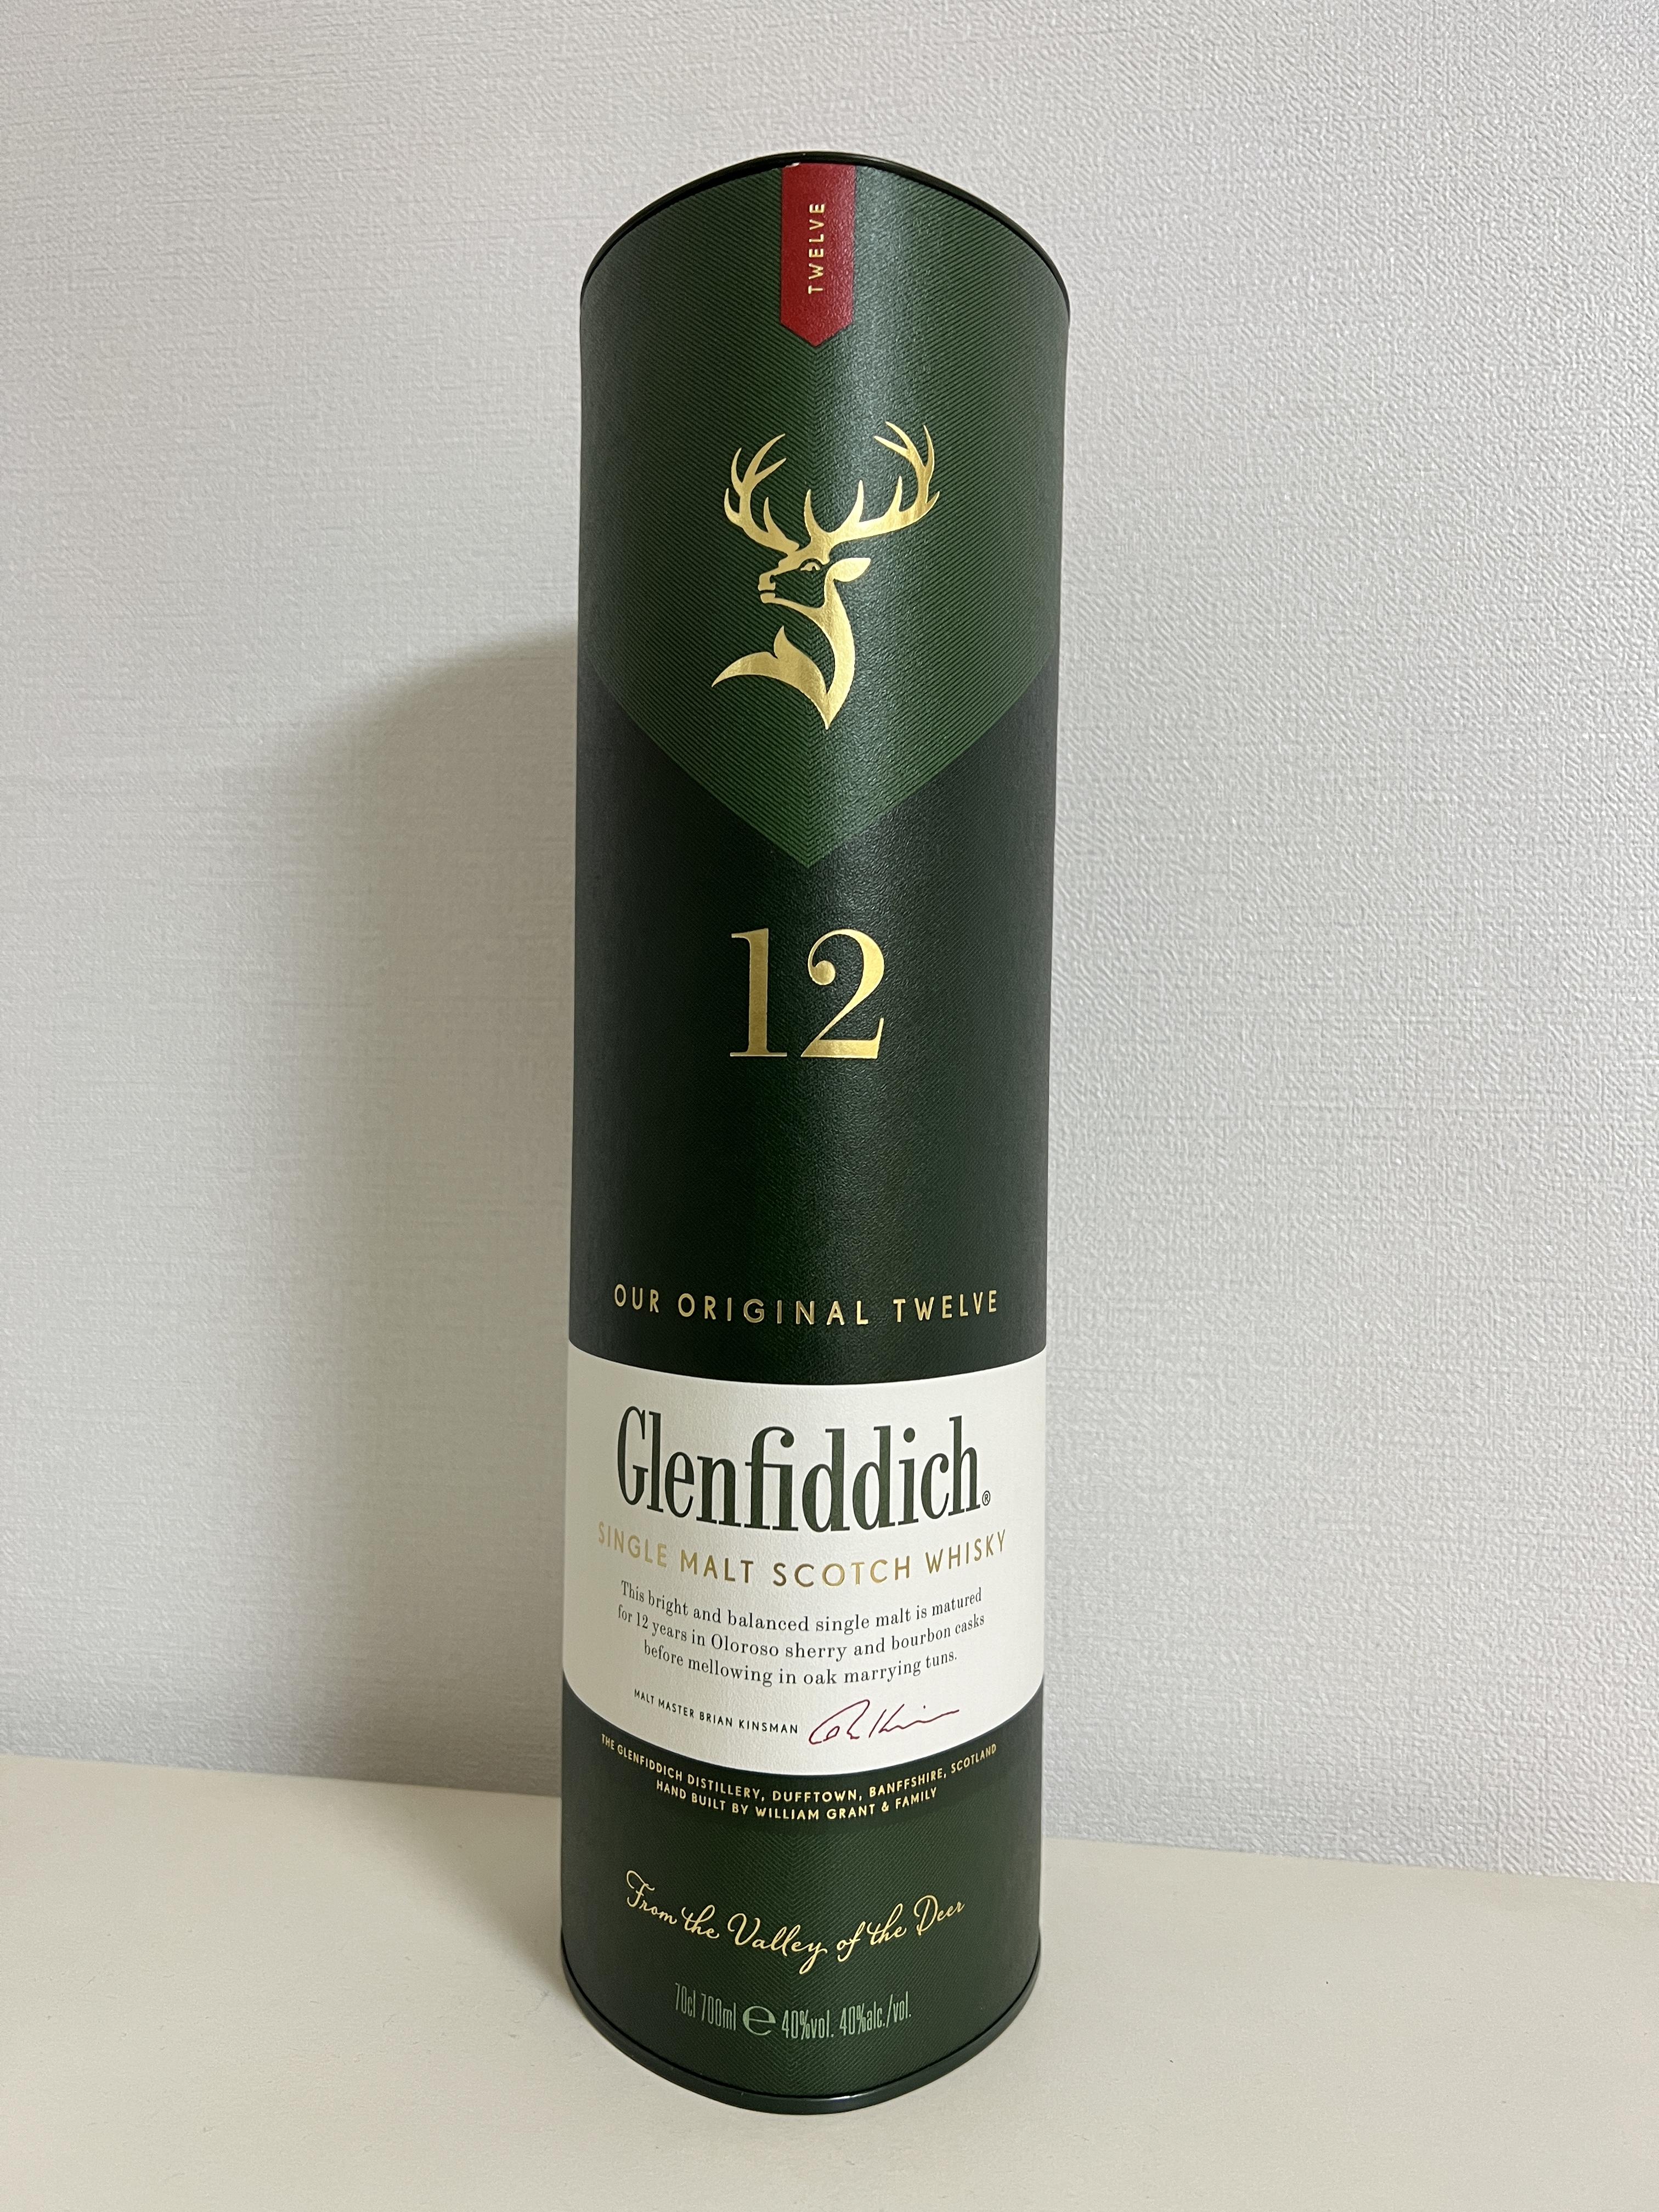 TWELVE
12
OUR ORIGINAL TWELVE
Glenfiddich®
SINGLE MALT SCOTCH WHISKY
This bright and balanced single malt is matured
for 12 years in Oloroso sherry and bourbon casks
before mellowing in oak marrying tuns.
MALT MASTER BRIAN KINSMAN
THE GLENFIDDICH DISTILLERY, DUFFTOWN, BANFFSHIRE, SCOTLAND
HAND BUILT BY WILLIAM GRANT & FAMILY
From the Valley of the Deer
70cl 700ml ℮ 40%vol. 40%alc./vol.